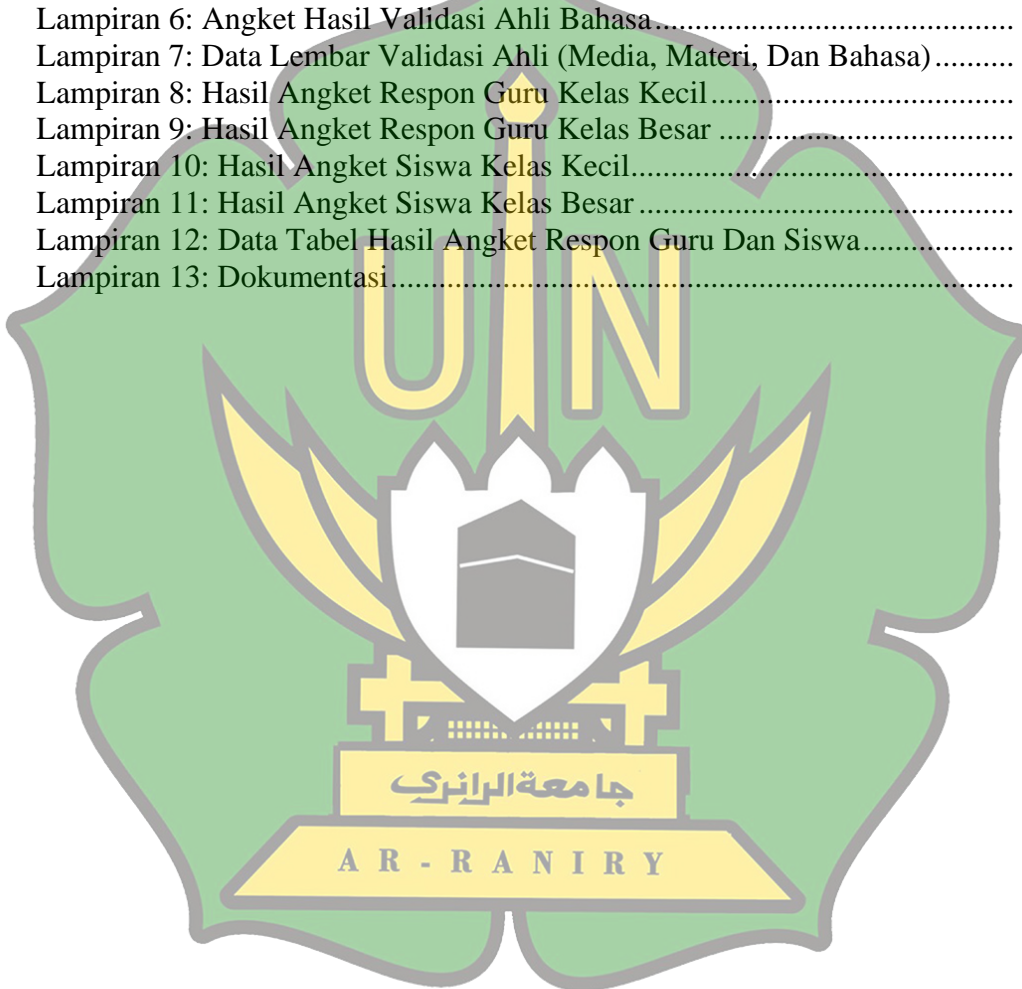 Lampiran 6: Angket Hasil Validasi Ahli Bahasa..............................................
Lampiran 7: Data Lembar Validasi Ahli (Media, Materi, Dan Bahasa)..........
Lampiran 8: Hasil Angket Respon Guru Kelas Kecil.......................................
Lampiran 9: Hasil Angket Respon Guru Kelas Besar ......................................
Lampiran 10: Hasil Angket Siswa Kelas Kecil.................................................
Lampiran 11: Hasil Angket Siswa Kelas Besar ................................................
Lampiran 12: Data Tabel Hasil Angket Respon Guru Dan Siswa....................
Lampiran 13: Dokumentasi...............................................................................
UIN
جامعة الرانري
AR-RANIRY